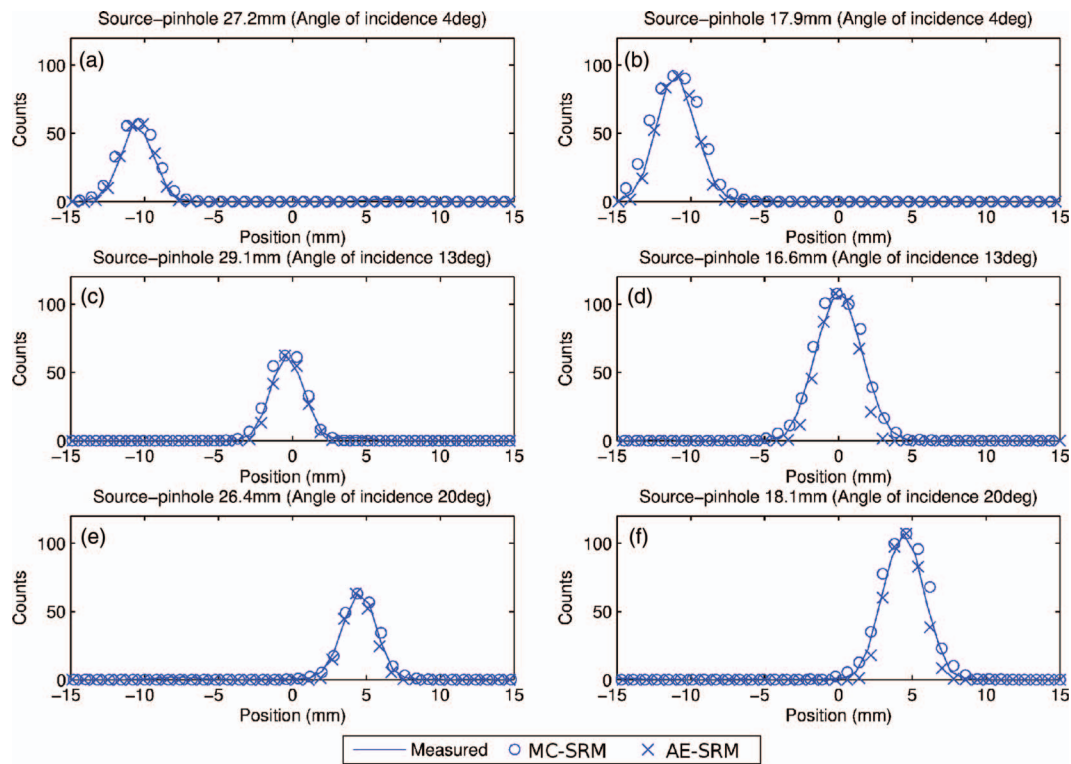 Source-pinhole 27.2mm (Angle of incidence 4deg)
(a)
100
50
0
Counts
-15 -10 -5 0 5 10 15
Position (mm)
Source-pinhole 17.9mm (Angle of incidence 4deg)
(b)
100
50
0
Counts
-15 -10 -5 0 5 10 15
Position (mm)
Source-pinhole 29.1mm (Angle of incidence 13deg)
(c)
100
50
0
Counts
-15 -10 -5 0 5 10 15
Position (mm)
Source-pinhole 16.6mm (Angle of incidence 13deg)
(d)
100
50
0
Counts
-15 -10 -5 0 5 10 15
Position (mm)
Source-pinhole 26.4mm (Angle of incidence 20deg)
(e)
100
50
0
Counts
-15 -10 -5 0 5 10 15
Position (mm)
Source-pinhole 18.1mm (Angle of incidence 20deg)
(f)
100
50
0
Counts
-15 -10 -5 0 5 10 15
Position (mm)
Measured MC-SRM AE-SRM